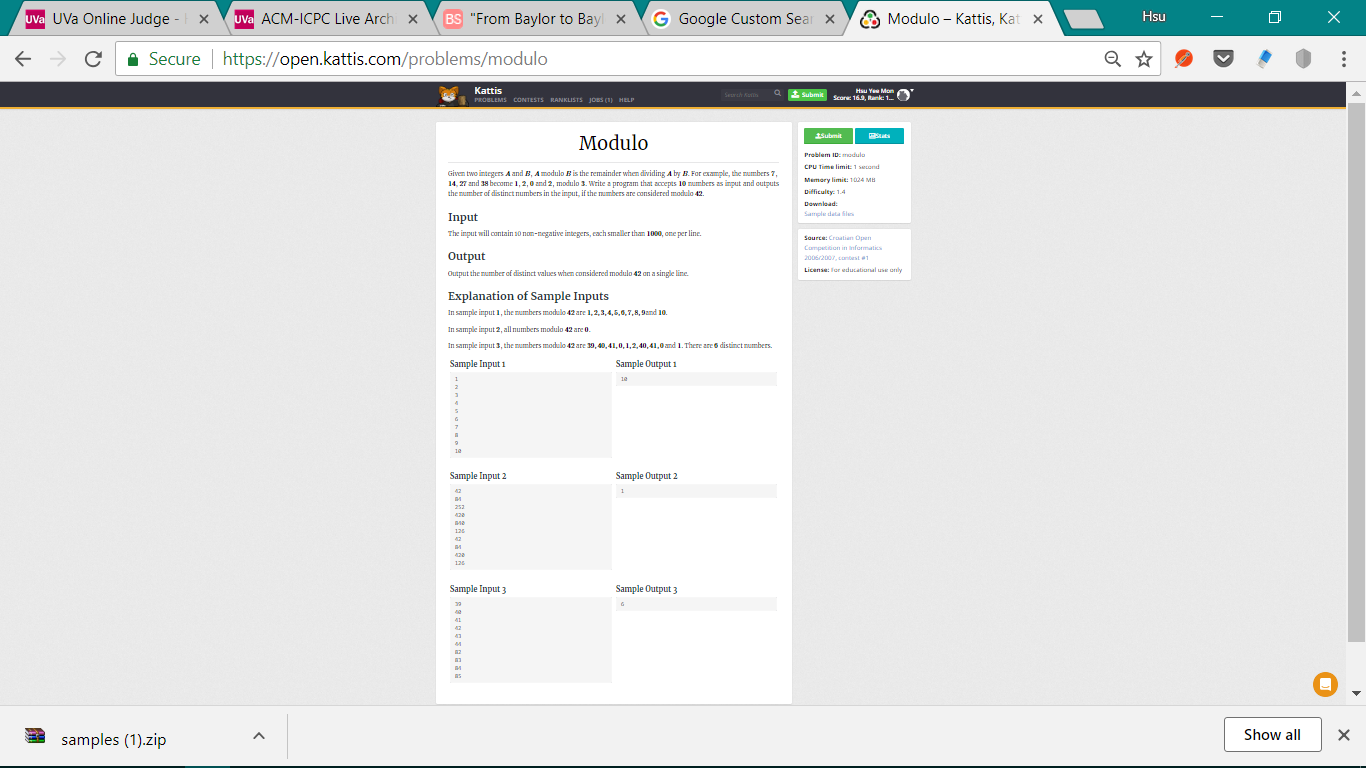 UVa Online Judge -
ACM-ICPC Live Arch
"From Baylor to Bayl
Google Custom Sear
Modulo – Kattis, Kat
Hsu
Secure
https://open.kattis.com/problems/modulo
Kattis
PROBLEMS CONTESTS RANKLISTS JOBS (1) HELP
Search Kattis
Submit
Hsu Yee Mon
Score: 16.9, Rank: 1...
Modulo
Given two integers A and B, A modulo B is the remainder when dividing A by B. For example, the numbers 7,
14, 27 and 38 become 1, 2, 0 and 2, modulo 3. Write a program that accepts 10 numbers as input and outputs
the number of distinct numbers in the input, if the numbers are considered modulo 42.
Input
The input will contain 10 non-negative integers, each smaller than 1000, one per line.
Output
Output the number of distinct values when considered modulo 42 on a single line.
Explanation of Sample Inputs
In sample input 1, the numbers modulo 42 are 1, 2, 3, 4, 5, 6, 7, 8, 9and 10.
In sample input 2, all numbers modulo 42 are 0.
In sample input 3, the numbers modulo 42 are 39, 40, 41, 0, 1, 2, 40, 41, 0 and 1. There are 6 distinct numbers.
Sample Input 1
1
2
3
4
5
6
7
8
9
10
Sample Output 1
10
Sample Input 2
42
84
252
420
840
126
42
84
420
126
Sample Output 2
1
Sample Input 3
39
40
41
42
43
44
82
83
84
85
Sample Output 3
6
Submit
Stats
Problem ID: modulo
CPU Time limit: 1 second
Memory limit: 1024 MB
Difficulty: 1.4
Download:
Sample data files
Source: Croatian Open
Competition in Informatics
2006/2007, contest #1
License: For educational use only
samples (1).zip
Show all